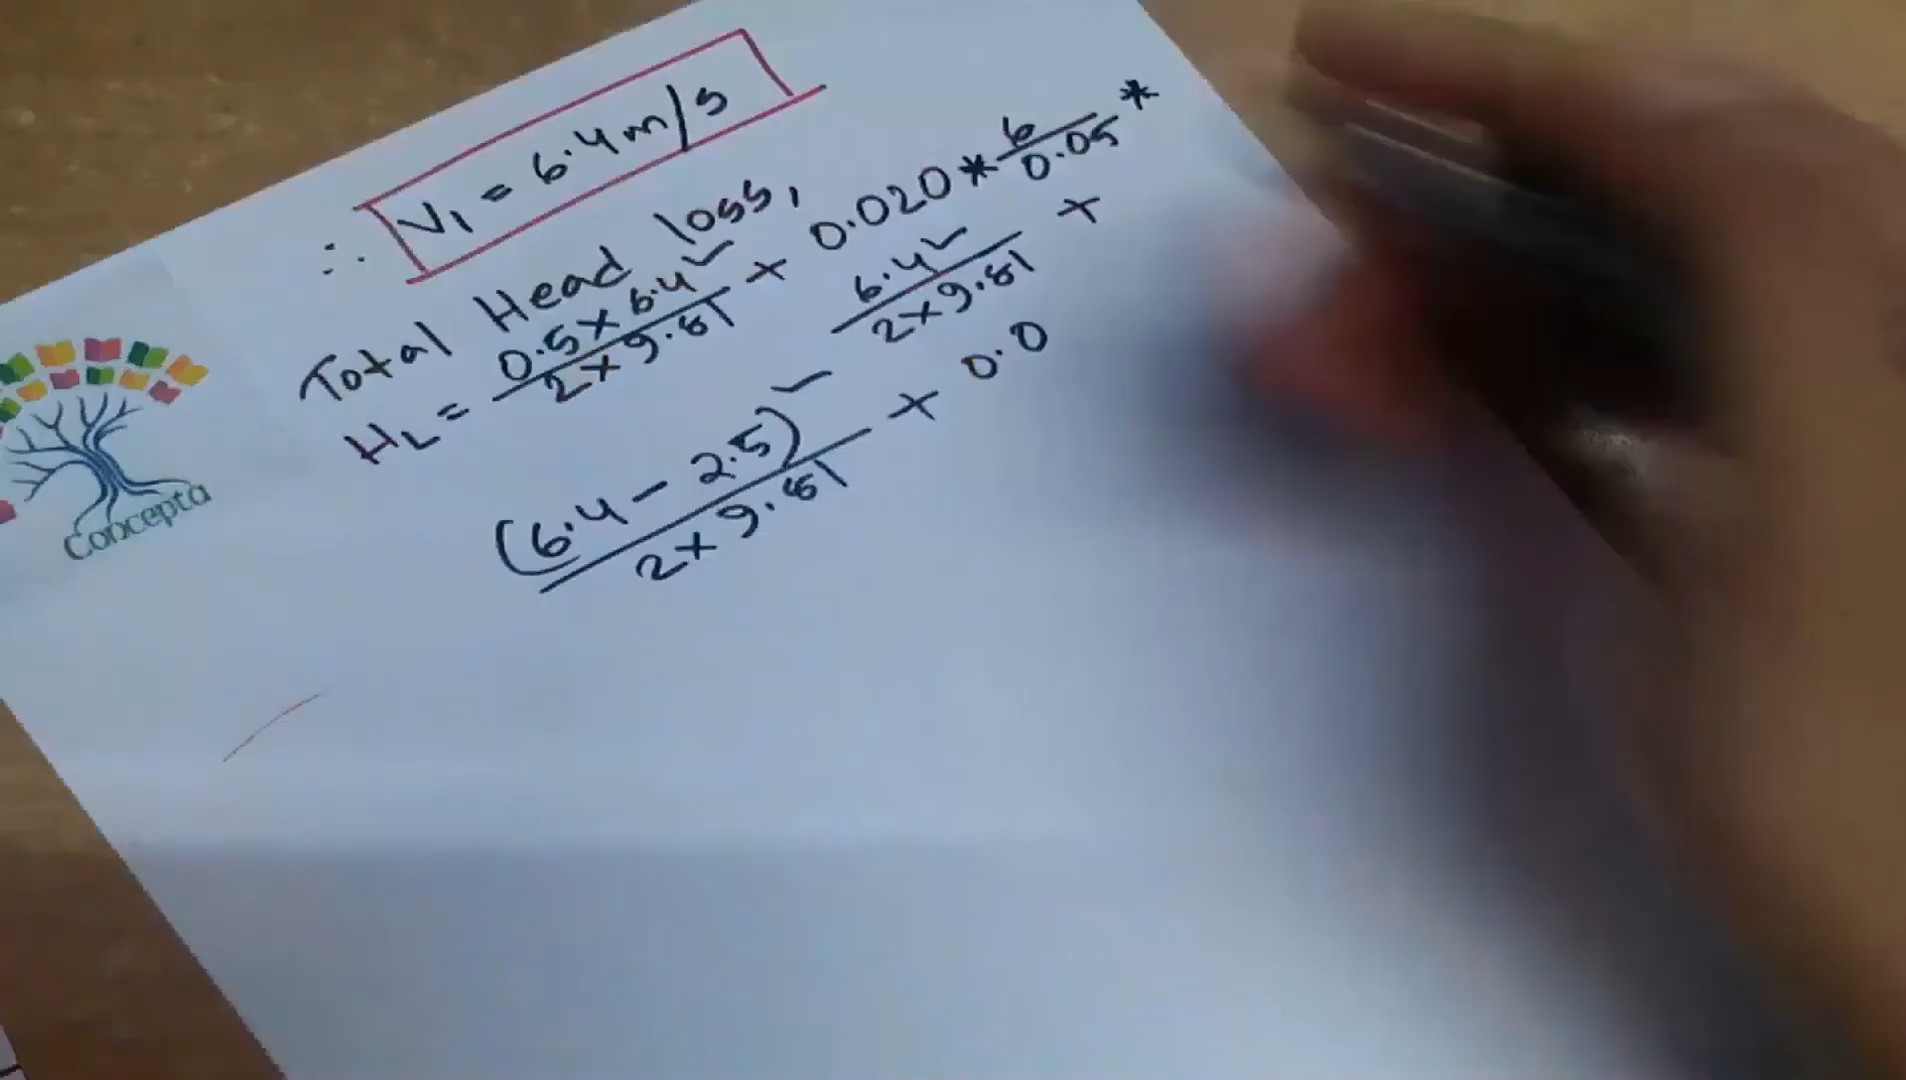 ∴ V₁ = 6.4 m/s
Total Head loss,
H_L = (0.5 × 6.4²)/(2 × 9.81) + 0.020 * 6/0.05 *
6.4²/(2 × 9.81) +
(6.4 - 2.5)²/(2 × 9.81) + 0.0
Concepta